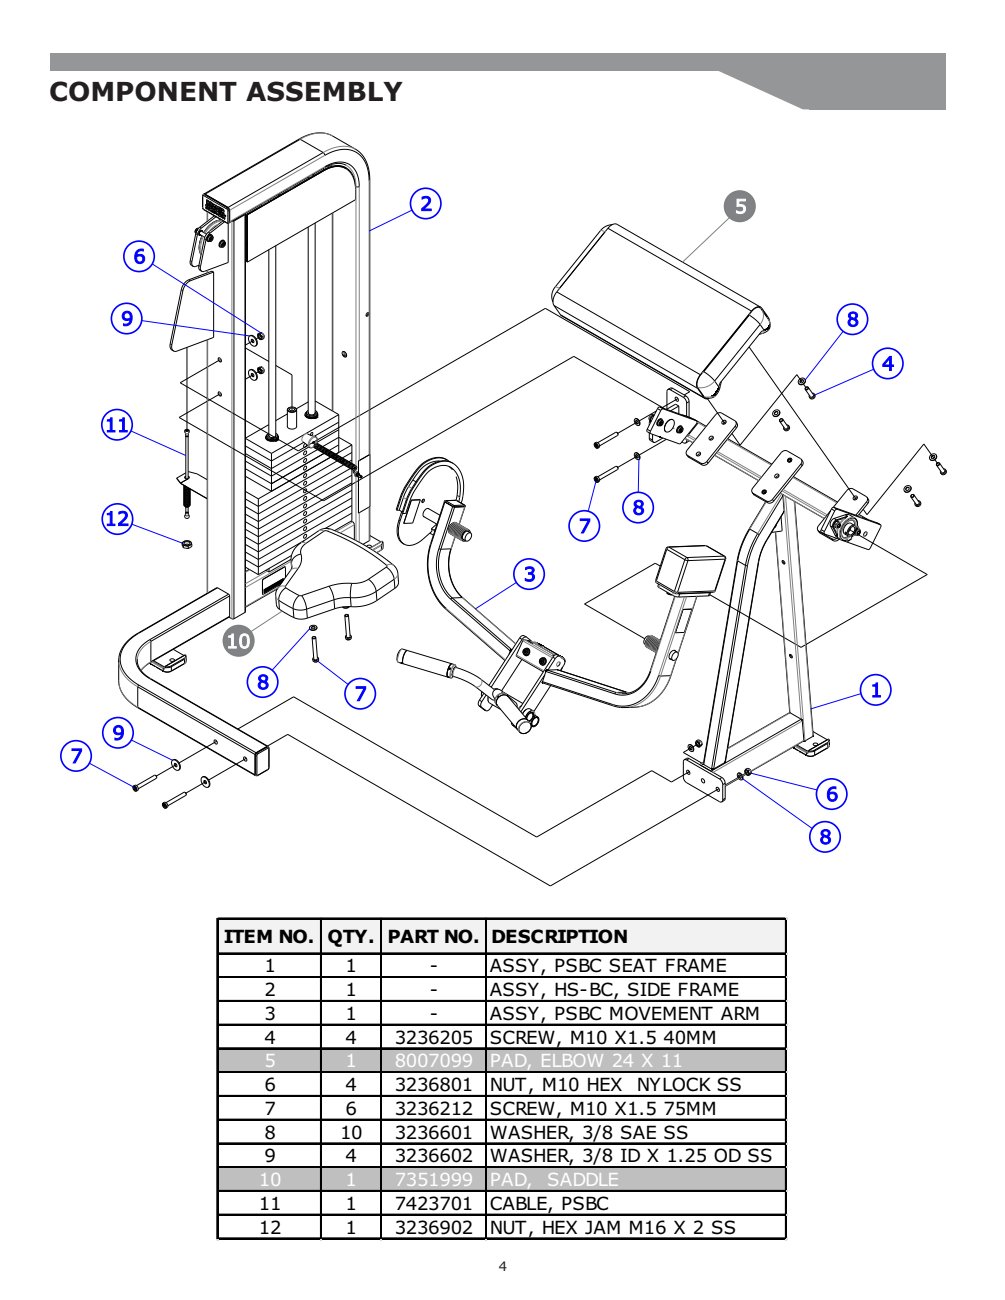 COMPONENT ASSEMBLY
2
5
6
9
8
4
11
7
8
12
3
10
8
7
1
9
7
6
8
ITEM NO. QTY. PART NO. DESCRIPTION
1 1 - ASSY, PSBC SEAT FRAME
2 1 - ASSY, HS-BC, SIDE FRAME
3 1 - ASSY, PSBC MOVEMENT ARM
4 4 3236205 SCREW, M10 X1.5 40MM
5 1 8007099 PAD, ELBOW 24 X 11
6 4 3236801 NUT, M10 HEX NYLOCK SS
7 6 3236212 SCREW, M10 X1.5 75MM
8 10 3236601 WASHER, 3/8 SAE SS
9 4 3236602 WASHER, 3/8 ID X 1.25 OD SS
10 1 7351999 PAD, SADDLE
11 1 7423701 CABLE, PSBC
12 1 3236902 NUT, HEX JAM M16 X 2 SS
4